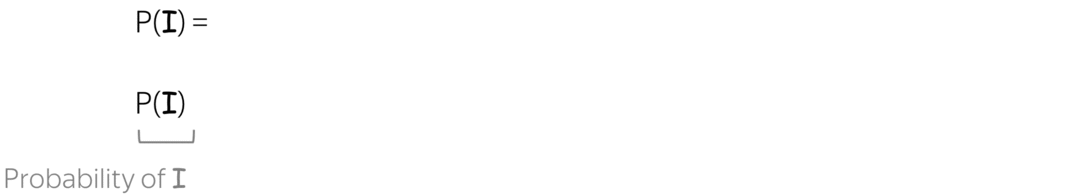 P(I) =
P(I)
Probability of I